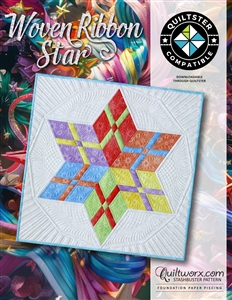 Woven Ribbon
Star
QUILTSTER
COMPATIBLE
DOWNLOADABLE
THROUGH QUILTSTER
Quiltworx.com
STASHBUSTER PATTERN
FOUNDATION PAPER PIECING